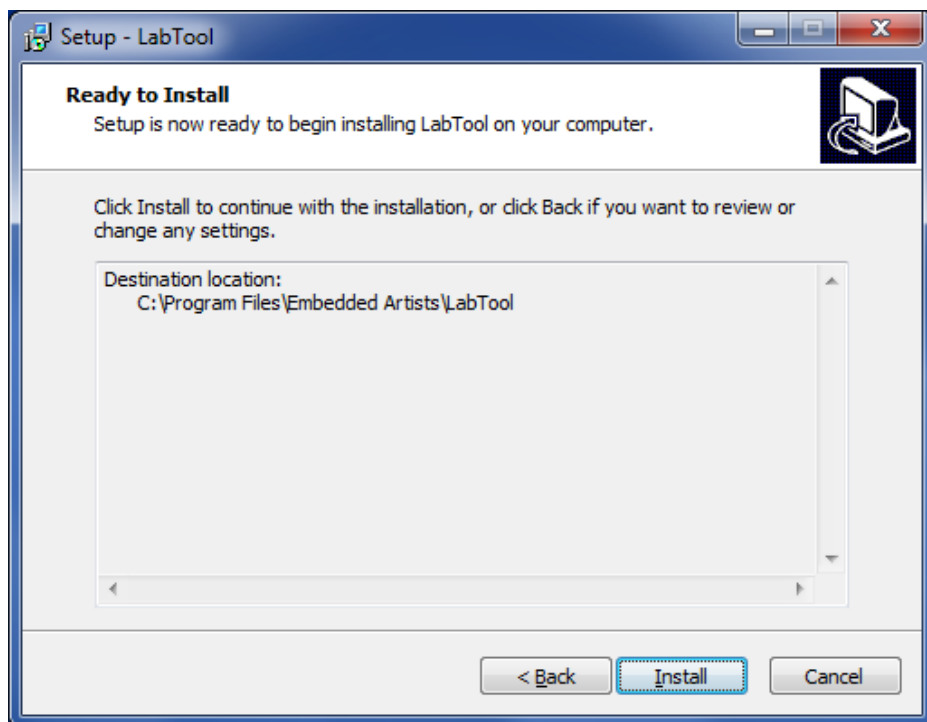 Setup - LabTool
Ready to Install
Setup is now ready to begin installing LabTool on your computer.
Click Install to continue with the installation, or click Back if you want to review or
change any settings.
Destination location:
C:\Program Files\Embedded Artists\LabTool
< Back Install Cancel